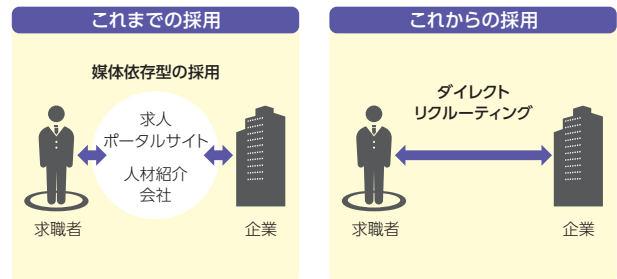 これまでの採用
媒体依存型の採用
求人
ポータルサイト
人材紹介
会社
求職者
企業
これからの採用
ダイレクト
リクルーティング
求職者
企業